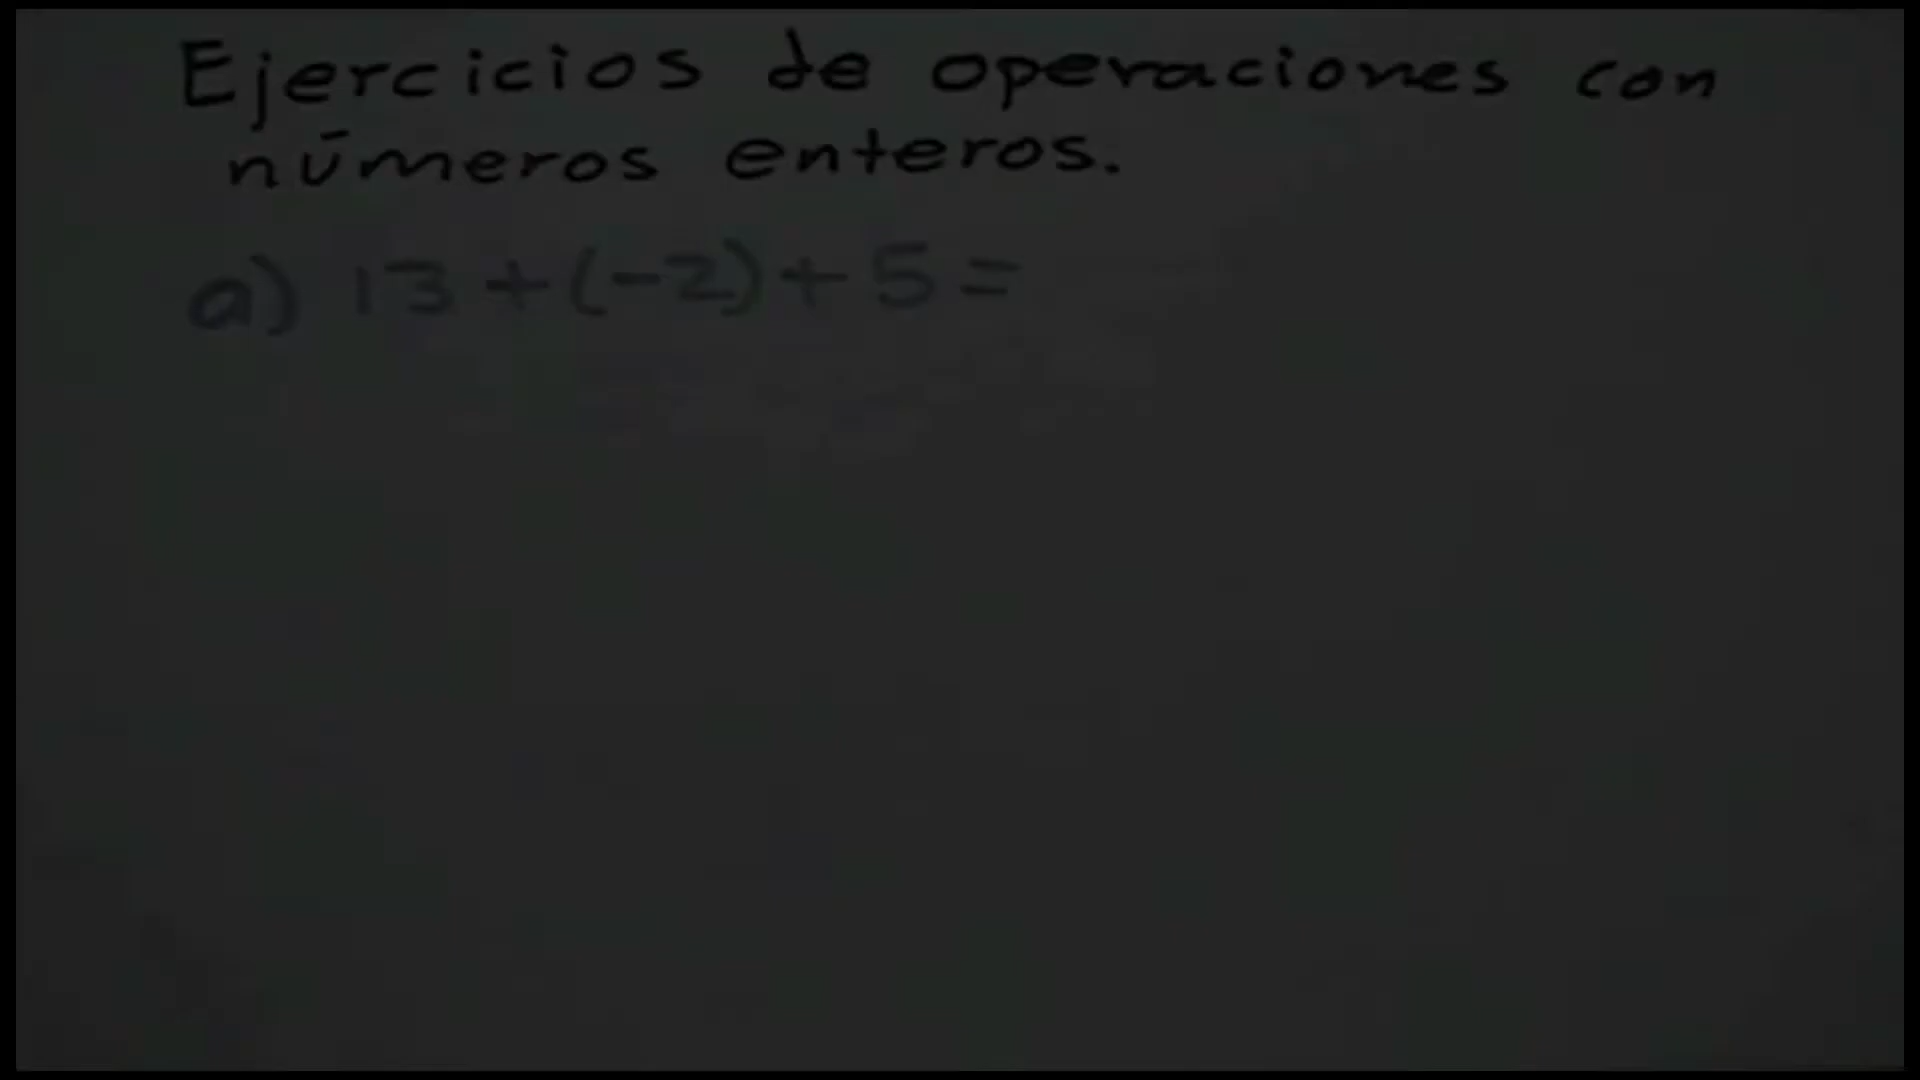 Ejercicios de operaciones con
números enteros.
a) 13 + (-2) + 5 =